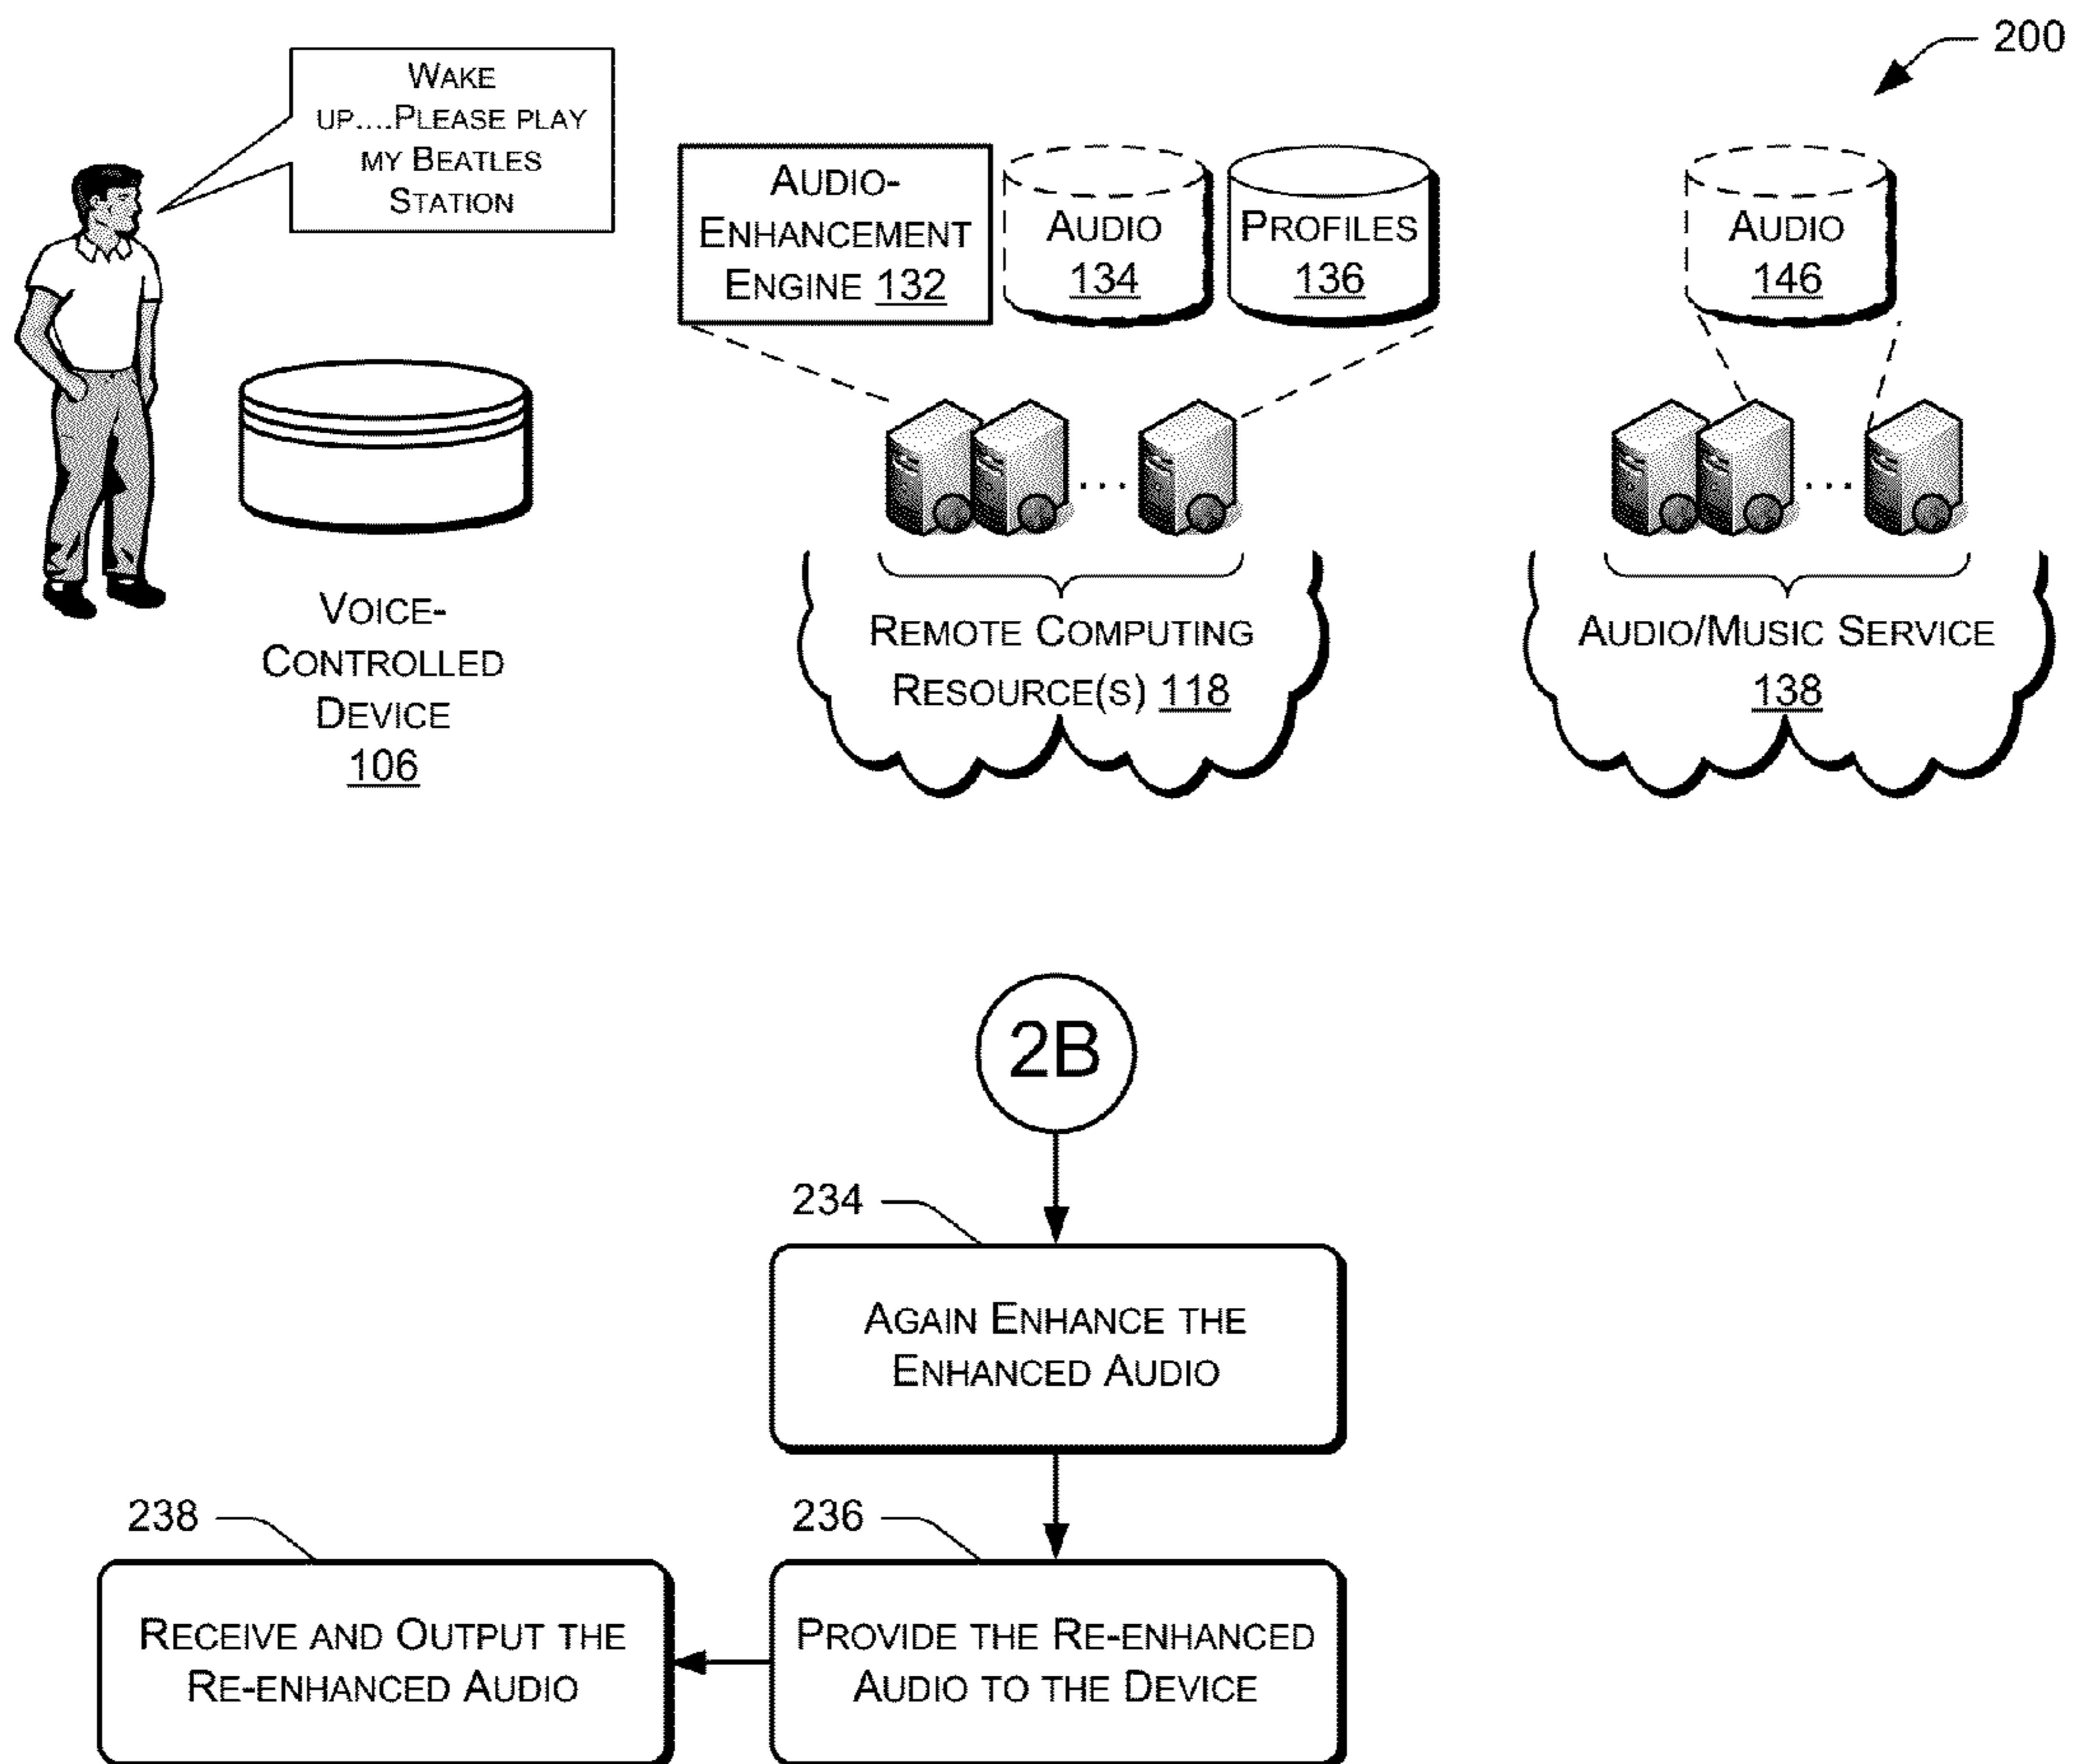 200
WAKE
UP....PLEASE PLAY
MY BEATLES
STATION
AUDIO-
ENHANCEMENT
ENGINE 132
AUDIO
134
PROFILES
136
AUDIO
146
...
...
VOICE-
CONTROLLED
DEVICE
106
REMOTE COMPUTING
RESOURCE(S) 118
AUDIO/MUSIC SERVICE
138
2B
234
AGAIN ENHANCE THE
ENHANCED AUDIO
238
236
RECEIVE AND OUTPUT THE
RE-ENHANCED AUDIO
PROVIDE THE RE-ENHANCED
AUDIO TO THE DEVICE